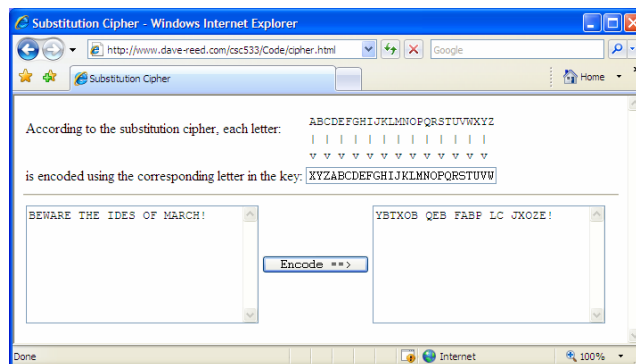 Substitution Cipher - Windows Internet Explorer
http://www.dave-reed.com/csc533/Code/cipher.html
Google
Substitution Cipher
Home
According to the substitution cipher, each letter:
ABCDEFGHIJKLMNOPQRSTUVWXYZ
| | | | | | | | | | | | |
v v v v v v v v v v v v v
is encoded using the corresponding letter in the key: XYZABCDEFGHIJKLMNOPQRSTUVW
BEWARE THE IDES OF MARCH!
Encode ==>
YBTXOB QEB FABP LC JXOZE!
Done
Internet
100%